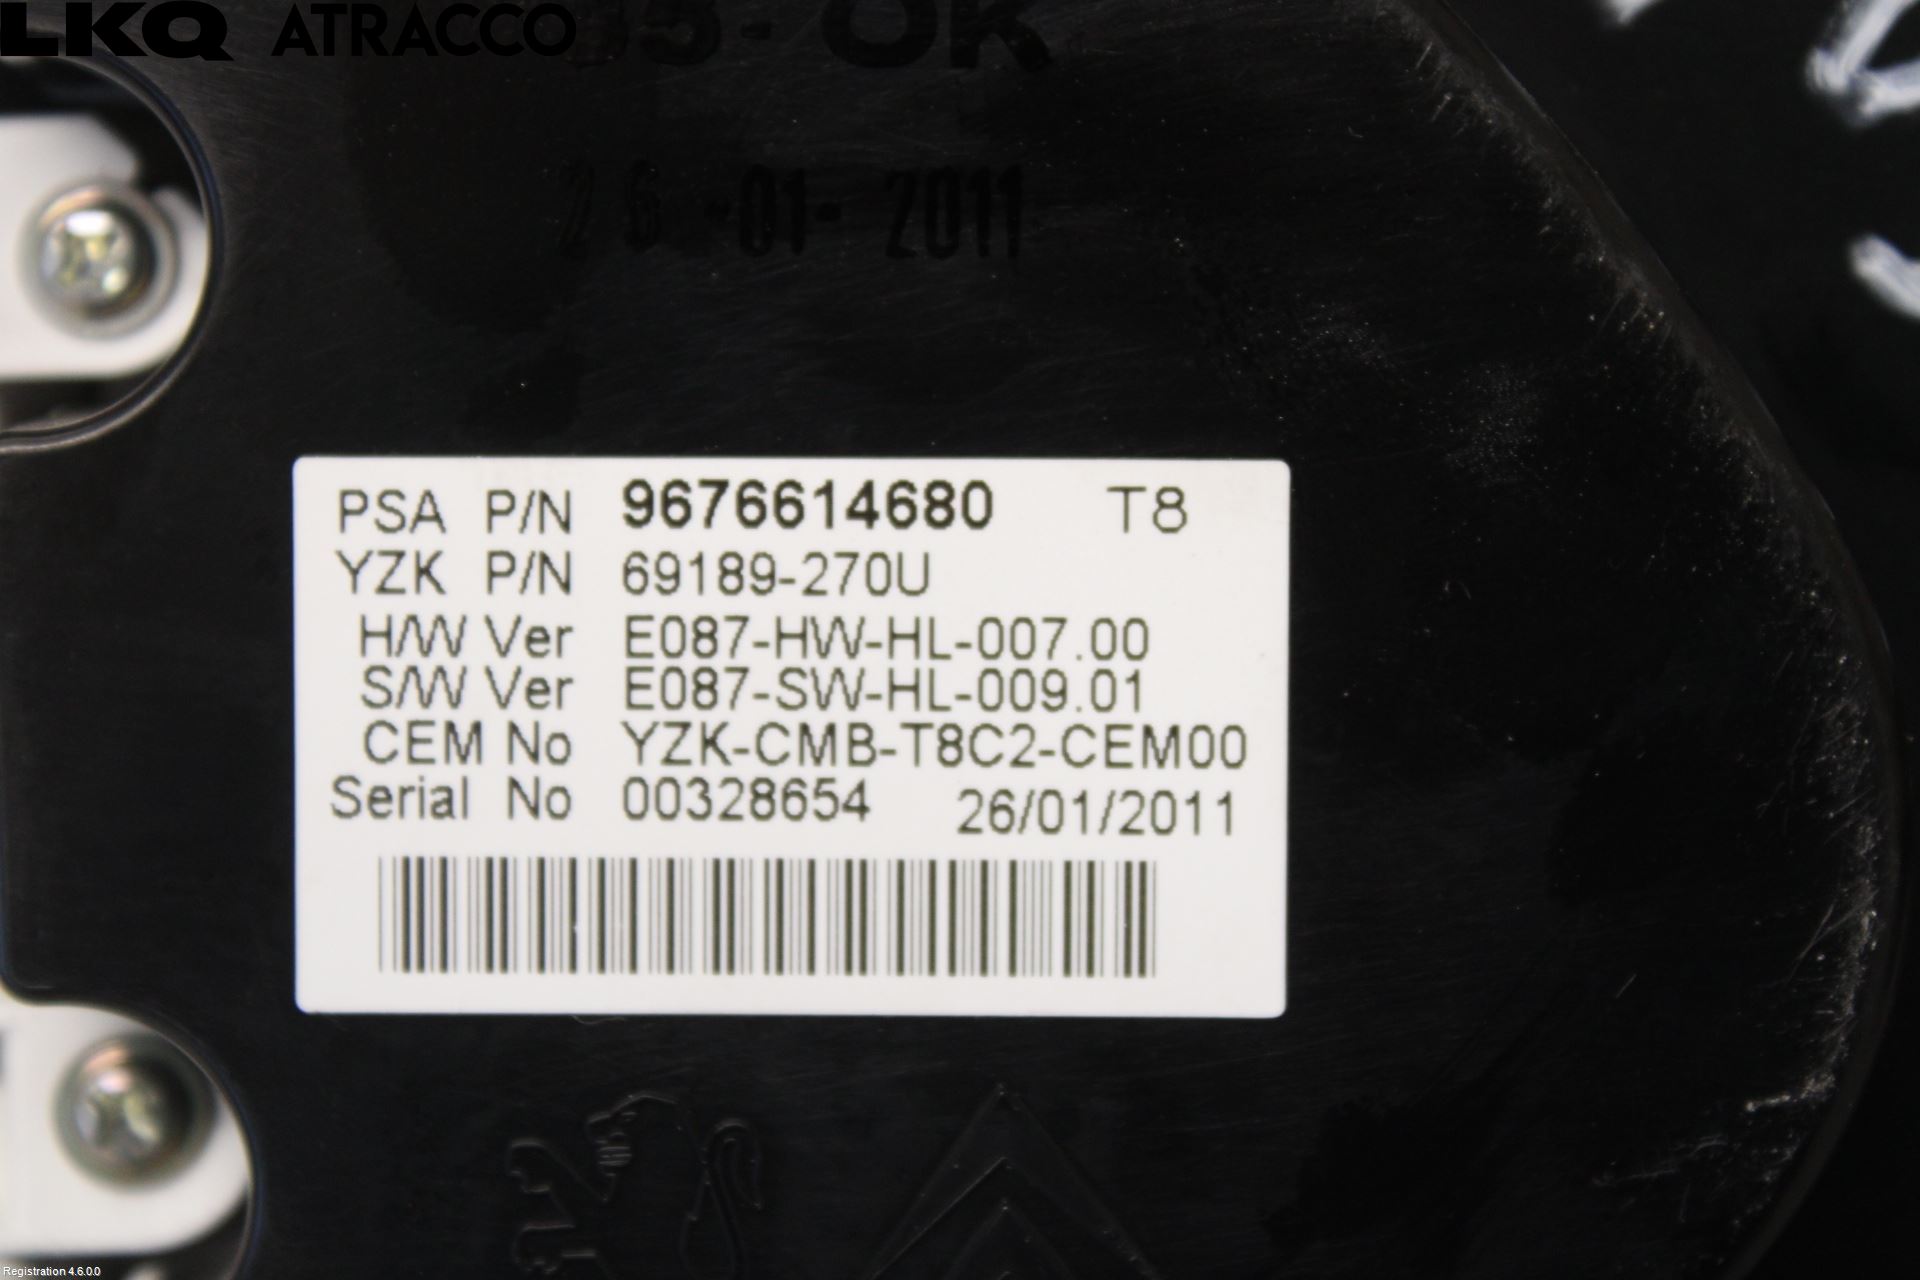 LKQ ATRACCO
OK
26 -01- 2011
PSA P/N 9676614680 T8
YZK P/N 69189-270U
H/W Ver E087-HW-HL-007.00
S/W Ver E087-SW-HL-009.01
CEM No YZK-CMB-T8C2-CEM00
Serial No 00328654 26/01/2011
Registration 4.6.0.0